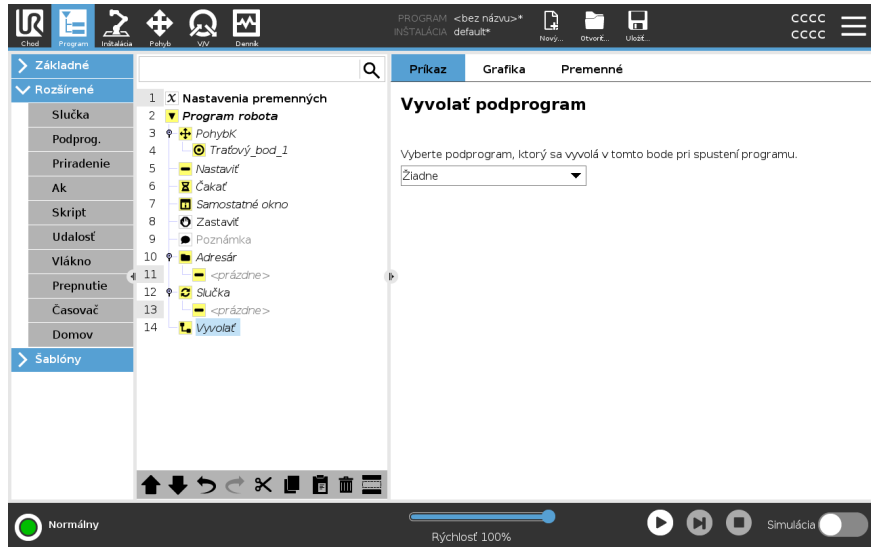 UR
PROGRAM <bez názvu>*
INŠTALÁCIA default*
cccc
cccc
Chod Program Inštalácia Pohyb V/V Denník Nový... Otvoriť... Uložiť...
Základné
Rozšírené
Slučka
Podprog.
Priradenie
Ak
Skript
Udalosť
Vlákno
Prepnutie
Časovač
Domov
Šablóny
1 X Nastavenia premenných
2 Program robota
3 PohybK
4 Traťový_bod_1
5 Nastaviť
6 Čakať
7 Samostatné okno
8 Zastaviť
9 Poznámka
10 Adresár
11 <prázdne>
12 Slučka
13 <prázdne>
14 Vyvolať
Príkaz Grafika Premenné
Vyvolať podprogram
Vyberte podprogram, ktorý sa vyvolá v tomto bode pri spustení programu.
Žiadne
Normálny
Rýchlosť 100%
Simulácia